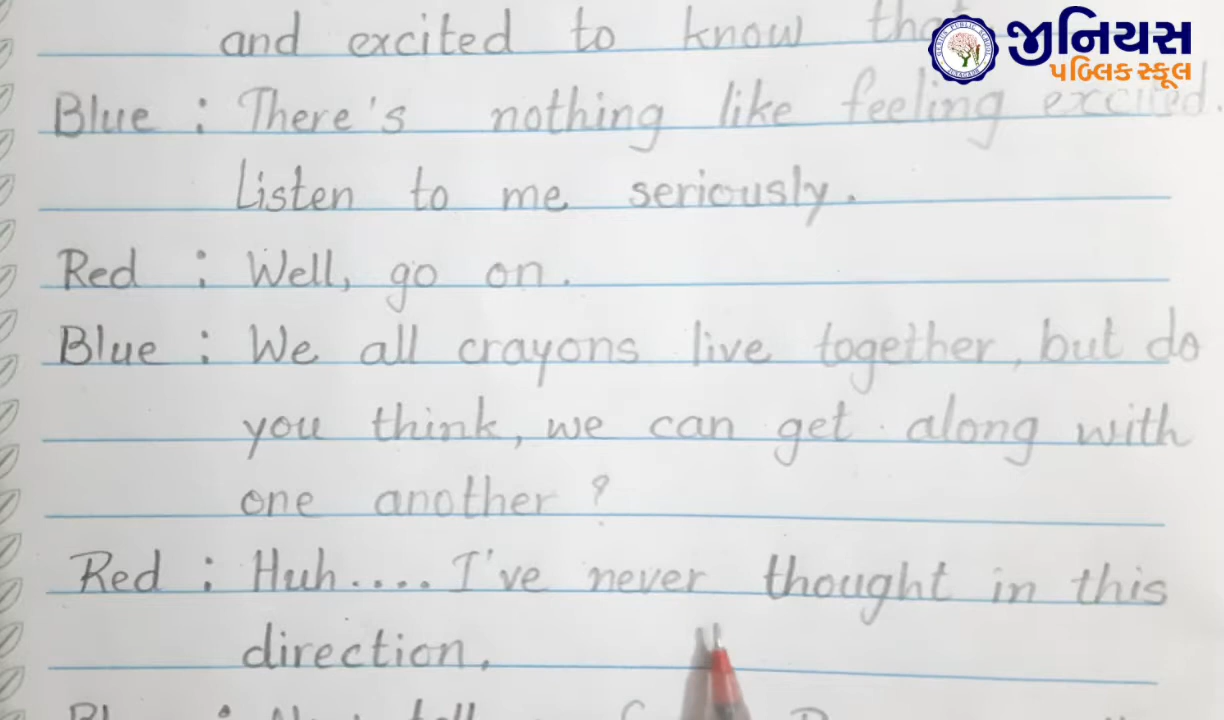 and excited to know that
જીનિયસ
પબ્લિક સ્કૂલ
Blue : There's nothing like feeling excited.
Listen to me seriously.
Red : Well, go on.
Blue : We all crayons live together, but do
you think, we can get along with
one another ?
Red : Huh.... I've never thought in this
direction.